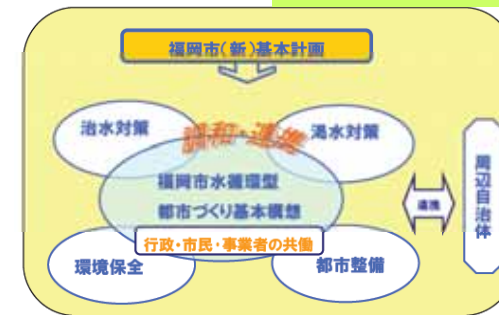 福岡市(新)基本計画
治水対策
調和・連携
渇水対策
福岡市水循環型
都市づくり基本構想
行政・市民・事業者の共働
環境保全
都市整備
連携
周辺自治体